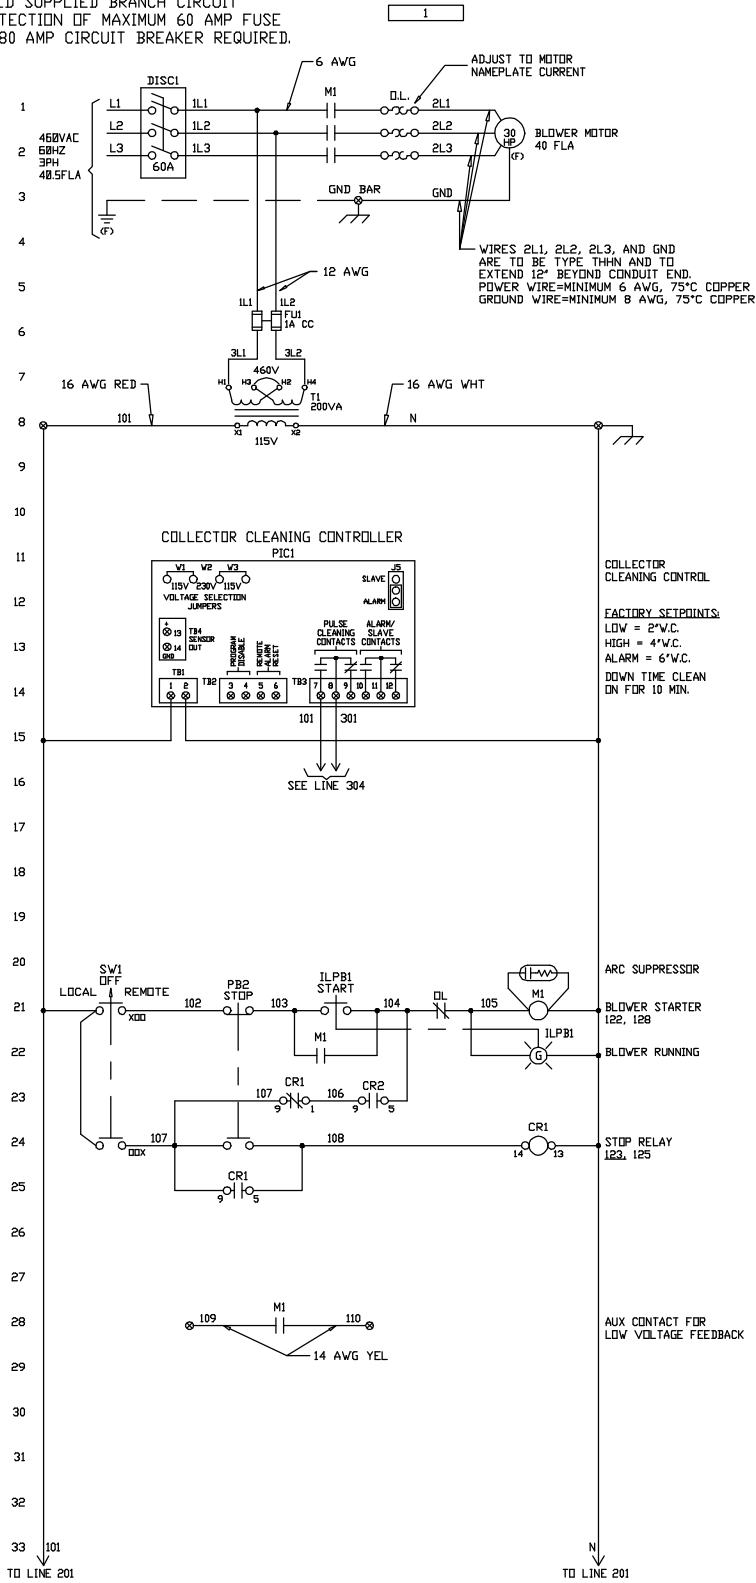 TECTION OF MAXIMUM 60 AMP FUSE
80 AMP CIRCUIT BREAKER REQUIRED.
1
6 AWG
ADJUST TO MOTOR
NAMEPLATE CURRENT
DISC1
M1
O.L.
1
L1
1L1
2L1
L2
1L2
2L2
30
HP
BLOWER MOTOR
40 FLA
460VAC
60HZ
3PH
40.5FLA
2
L3
1L3
2L3
(F)
60A
3
GND BAR
GND
(F)
4
WIRES 2L1, 2L2, 2L3, AND GND
ARE TO BE TYPE THHN AND TO
EXTEND 12" BEYOND CONDUIT END.
POWER WIRE=MINIMUM 6 AWG, 75°C COPPER
GROUND WIRE=MINIMUM 8 AWG, 75°C COPPER
12 AWG
5
1L1
1L2
FU1
1A CC
6
3L1
3L2
460V
7
H1
H3
H2
H4
16 AWG RED
16 AWG WHT
T1
200VA
8
101
N
X1
X2
115V
9
10
COLLECTOR CLEANING CONTROLLER
11
PIC1
W1
W2
W3
J5
COLLECTOR
CLEANING CONTROL
115V
230V
115V
SLAVE
VOLTAGE SELECTION
JUMPERS
12
ALARM
FACTORY SETPOINTS:
LOW = 2"W.C.
HIGH = 4"W.C.
ALARM = 6"W.C.
DOWN TIME CLEAN
ON FOR 10 MIN.
+
13
14
GND
TB4
SENSOR
OUT
PROGRAM
DISABLE
REMOTE
ALARM
RESET
PULSE
CLEANING
CONTACTS
ALARM/
SLAVE
CONTACTS
13
TB1
TB2
TB3
14
1
2
3
4
5
6
7
8
9
10
11
12
101
301
15
16
SEE LINE 304
17
18
19
20
SW1
OFF
ARC SUPPRESSOR
LOCAL
REMOTE
PB2
STOP
ILPB1
START
21
XOO
102
103
104
OL
105
M1
BLOWER STARTER
122, 128
22
M1
ILPB1
G
BLOWER RUNNING
23
107
CR1
9
1
106
CR2
9
5
24
OOX
107
108
CR1
14
13
STOP RELAY
123, 125
25
CR1
9
5
26
27
28
109
M1
110
AUX CONTACT FOR
LOW VOLTAGE FEEDBACK
14 AWG YEL
29
30
31
32
33
101
N
TO LINE 201
TO LINE 201